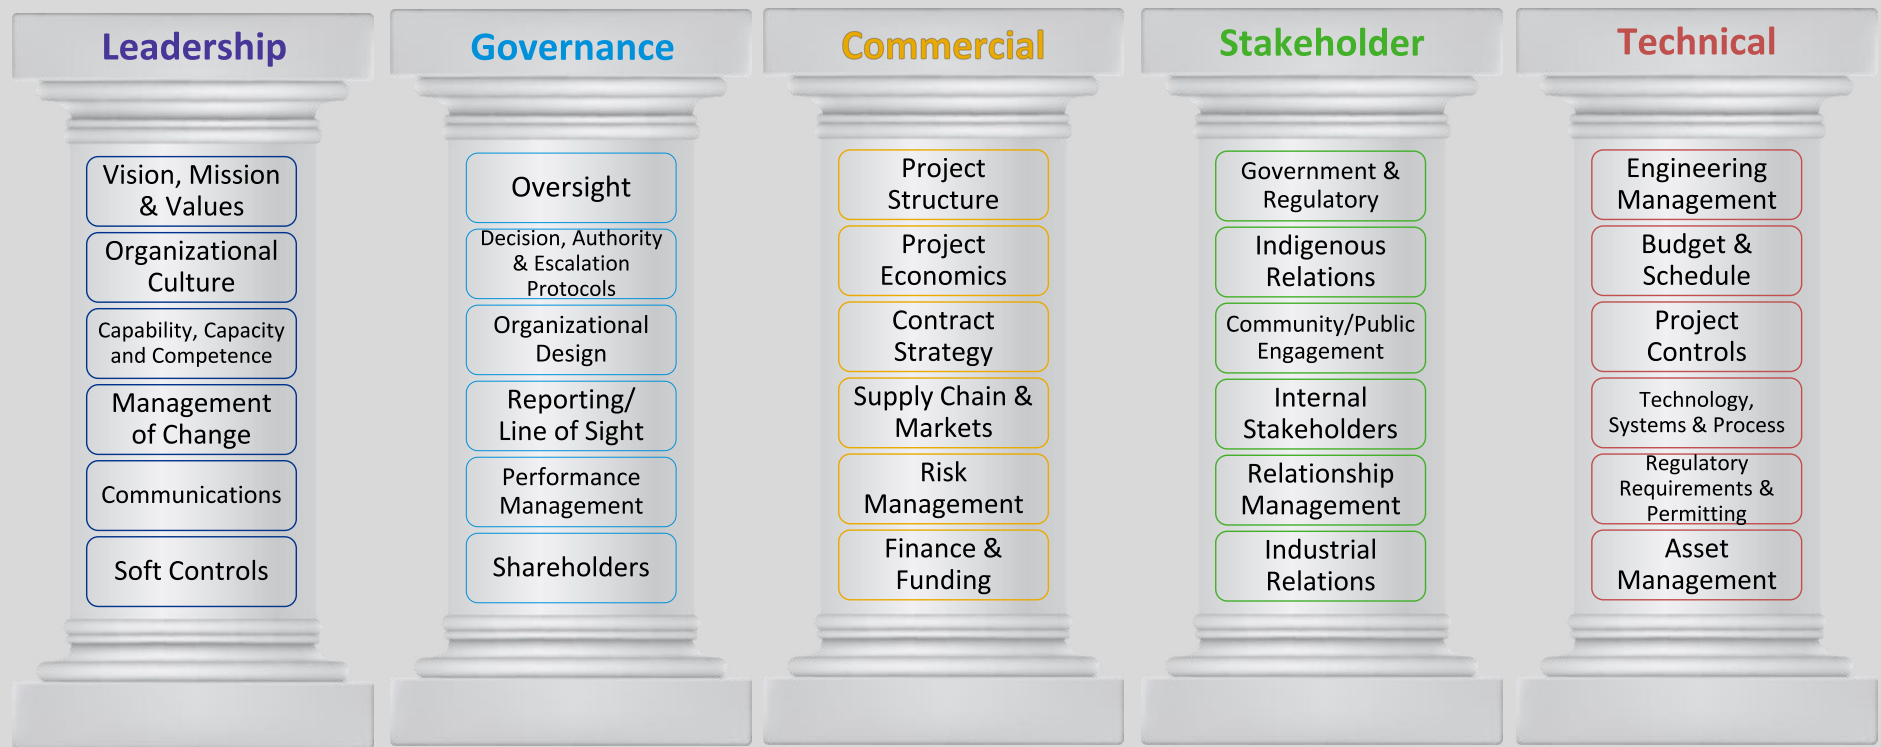 Leadership
Vision, Mission
& Values
Organizational
Culture
Capability, Capacity
and Competence
Management
of Change
Communications
Soft Controls
Governance
Oversight
Decision, Authority
& Escalation
Protocols
Organizational
Design
Reporting/
Line of Sight
Performance
Management
Shareholders
Commercial
Project
Structure
Project
Economics
Contract
Strategy
Supply Chain &
Markets
Risk
Management
Finance &
Funding
Stakeholder
Government &
Regulatory
Indigenous
Relations
Community/Public
Engagement
Internal
Stakeholders
Relationship
Management
Industrial
Relations
Technical
Engineering
Management
Budget &
Schedule
Project
Controls
Technology,
Systems & Process
Regulatory
Requirements &
Permitting
Asset
Management